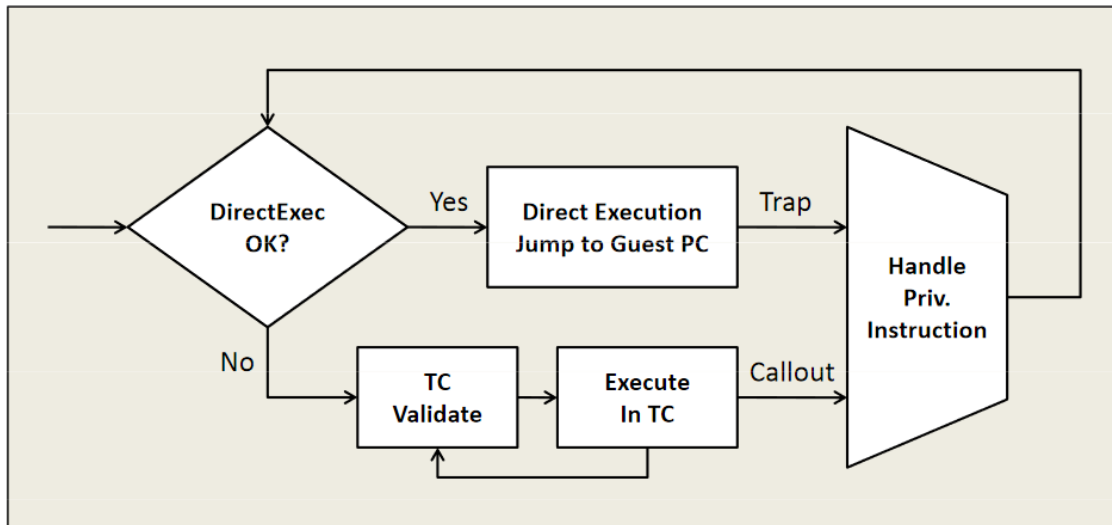 DirectExec
OK?
Yes
Direct Execution
Jump to Guest PC
Trap
Handle
Priv.
Instruction
No
TC
Validate
Execute
In TC
Callout